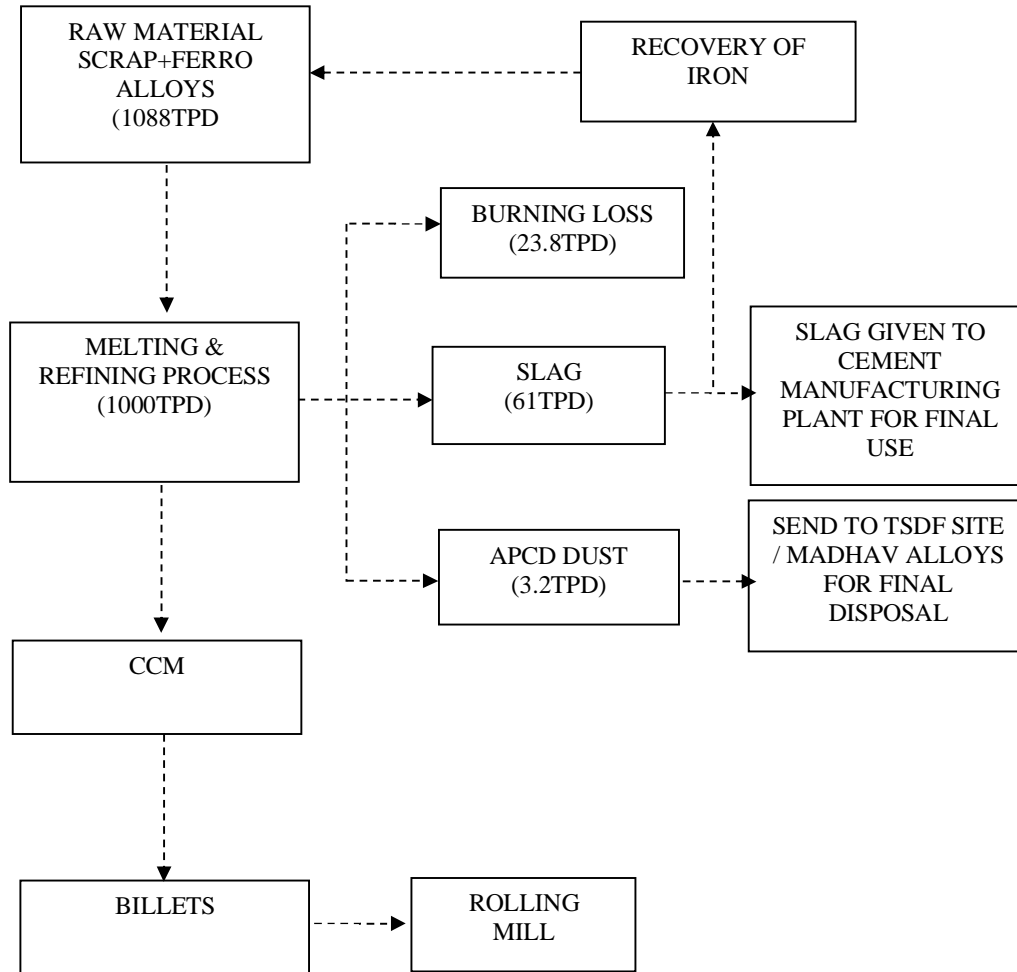 RAW MATERIAL
SCRAP+FERRO
ALLOYS
(1088TPD
RECOVERY OF
IRON
BURNING LOSS
(23.8TPD)
MELTING &
REFINING PROCESS
(1000TPD)
SLAG
(61TPD)
SLAG GIVEN TO
CEMENT
MANUFACTURING
PLANT FOR FINAL
USE
APCD DUST
(3.2TPD)
SEND TO TSDF SITE
/ MADHAV ALLOYS
FOR FINAL
DISPOSAL
CCM
BILLETS
ROLLING
MILL